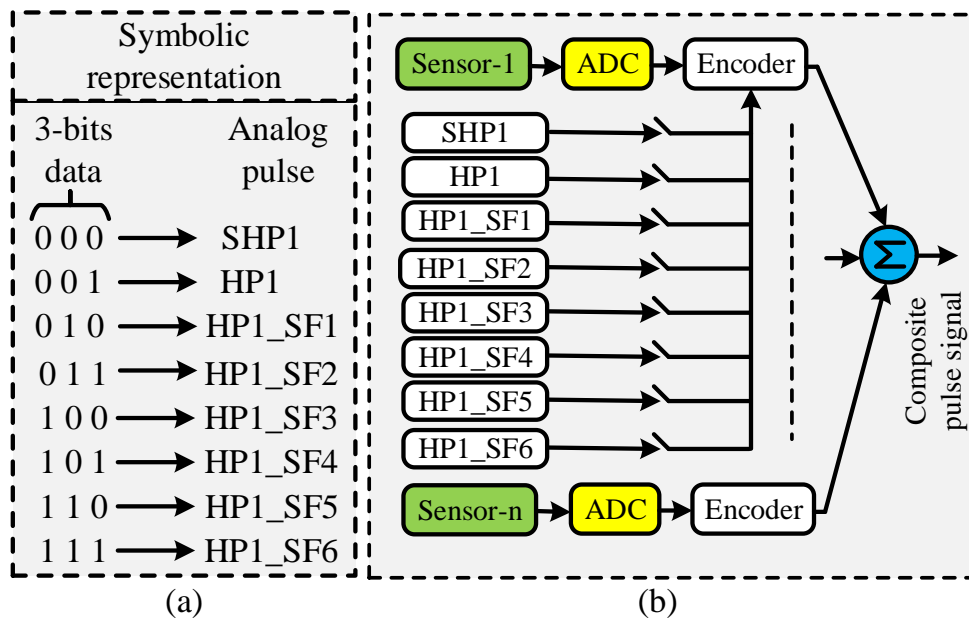 Symbolic
representation
3-bits
data
Analog
pulse
0 0 0 SHP1
0 0 1 HP1
0 1 0 HP1_SF1
0 1 1 HP1_SF2
1 0 0 HP1_SF3
1 0 1 HP1_SF4
1 1 0 HP1_SF5
1 1 1 HP1_SF6
(a)
Sensor-1 ADC Encoder
SHP1
HP1
HP1_SF1
HP1_SF2
HP1_SF3
HP1_SF4
HP1_SF5
HP1_SF6
Sensor-n ADC Encoder
Σ
Composite
pulse signal
(b)